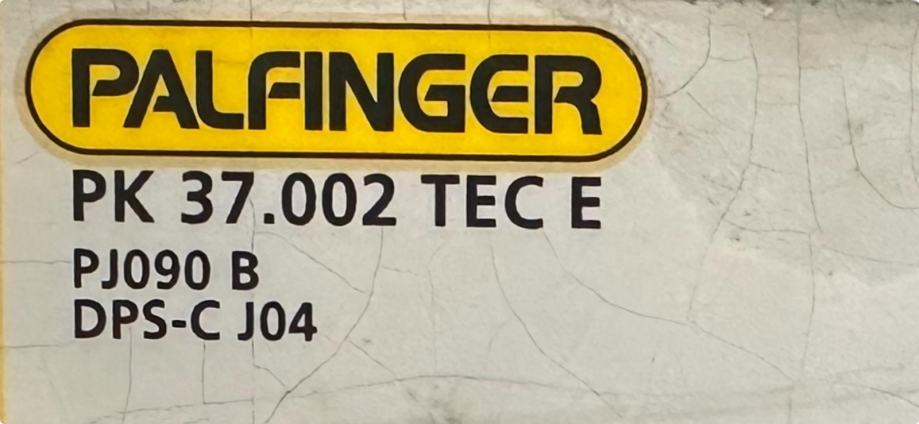 PALFINGER
PK 37.002 TEC E
PJ090 B
DPS-C J04